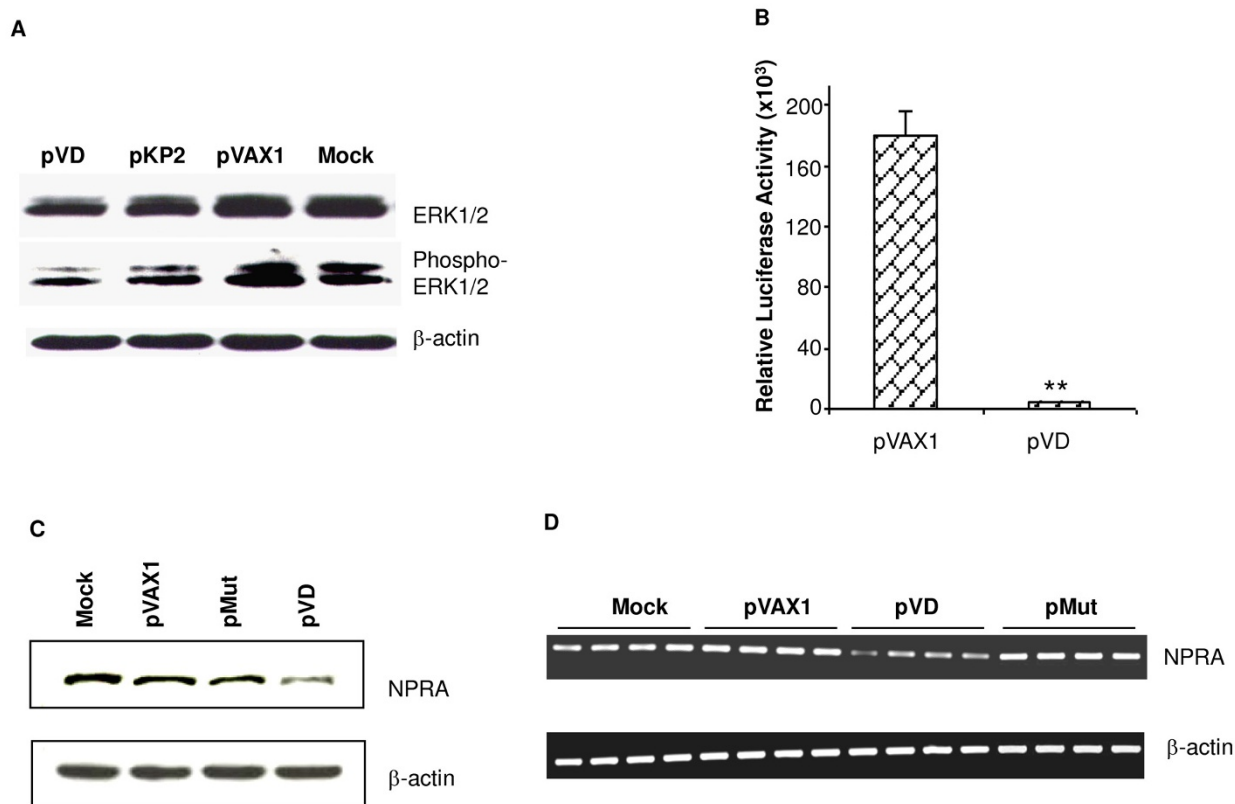 A
pVD pKP2 pVAX1 Mock
ERK1/2
Phospho-
ERK1/2
β-actin
B
Relative Luciferase Activity (x10³)
200
160
120
80
40
0
**
pVAX1 pVD
C
Mock pVAX1 pMut pVD
NPRA
β-actin
D
Mock pVAX1 pVD pMut
NPRA
β-actin